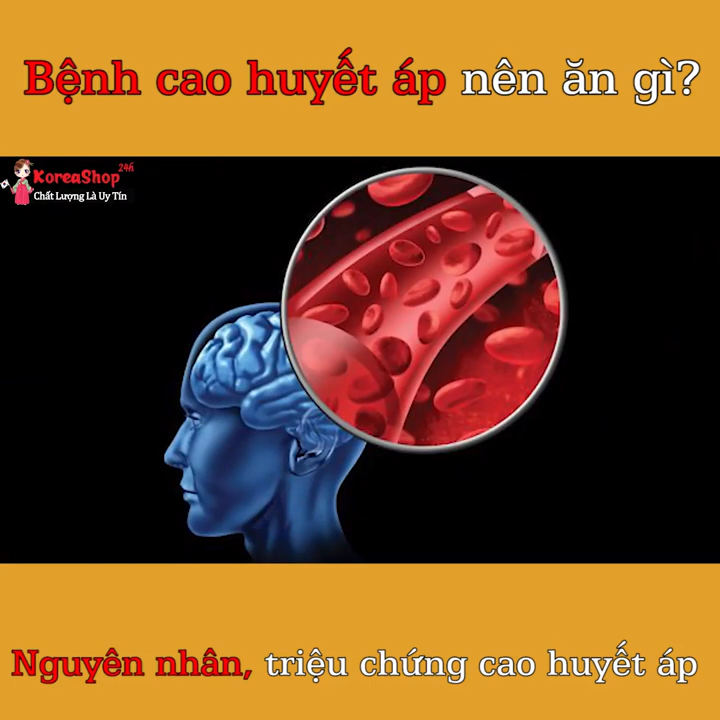 Bệnh cao huyết áp nên ăn gì?
KoreaShop 24h
Chất Lượng Là Uy Tín
Nguyên nhân, triệu chứng cao huyết áp